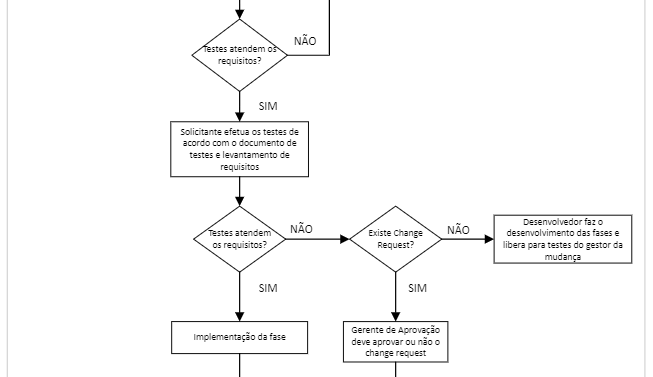 Testes atendem os
requisitos?
NÃO
SIM
Solicitante efetua os testes de
acordo com o documento de
testes e levantamento de
requisitos
Testes atendem
os requisitos?
NÃO
Existe Change
Request?
NÃO
Desenvolvedor faz o
desenvolvimento das fases e
libera para testes do gestor da
mudança
SIM
SIM
Implementação da fase
Gerente de Aprovação
deve aprovar ou não o
change request